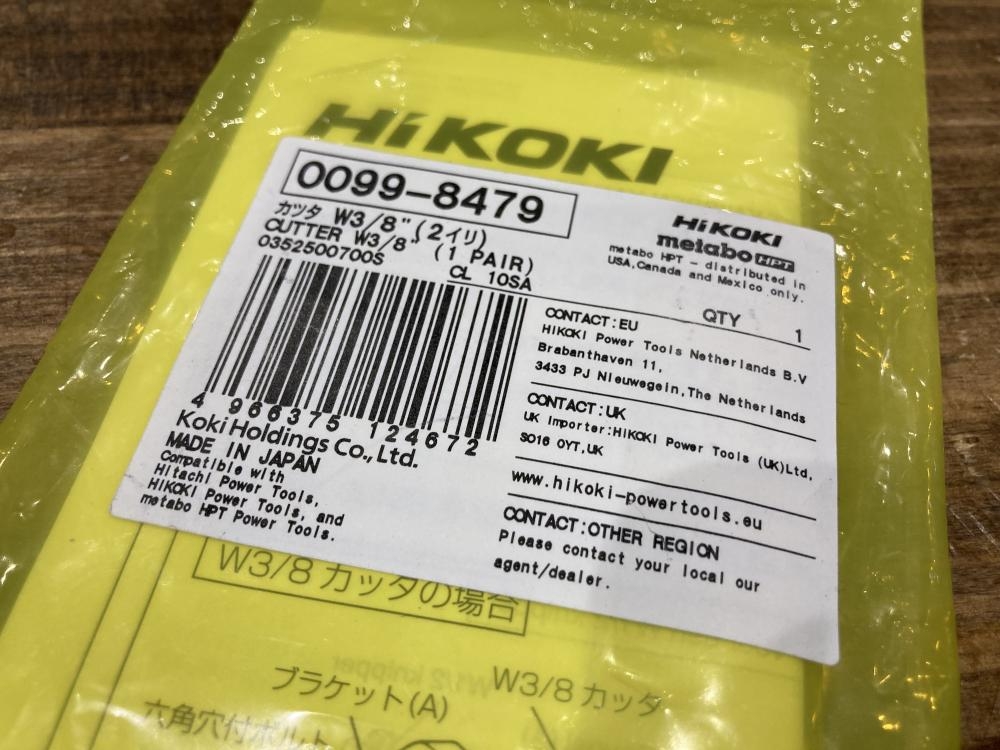 HiKOKI
0099-8479
カッタ W3/8"(2イリ)
CUTTER W3/8" (1 PAIR)
0352500700S
CL 10SA
4 966375 124672
Koki Holdings Co., Ltd.
MADE IN JAPAN
Compatible with
Hitachi Power Tools,
HiKOKI Power Tools, and
metabo HPT Power Tools.
HiKOKI
metabo HPT
metabo HPT - distributed in
USA,Canada and Mexico only.
QTY 1
CONTACT:EU
HiKOKI Power Tools Netherlands B.V
Brabanthaven 11,
3433 PJ Nieuwegein,The Netherlands
CONTACT:UK
UK Importer:HiKOKI Power Tools (UK)Ltd,
SO16 0YT,UK
www.hikoki-powertools.eu
CONTACT:OTHER REGION
Please contact your local our
agent/dealer.
W3/8 カッタの場合
W3/8 カッタ
ブラケット(A)
六角穴付ボルト